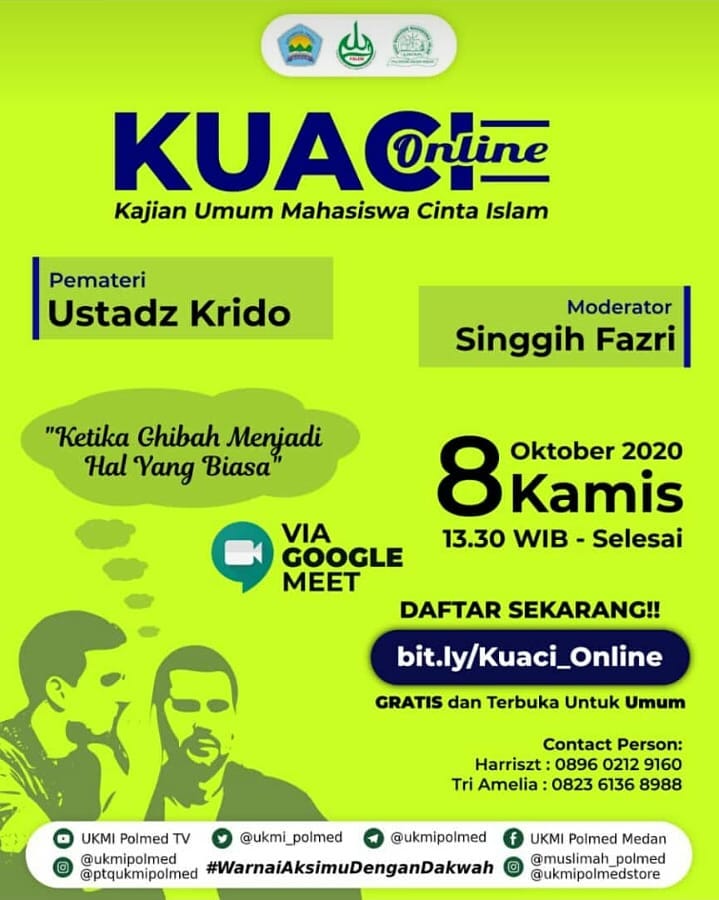 KUACI Online
Kajian Umum Mahasiswa Cinta Islam
Pemateri
Ustadz Krido
Moderator
Singgih Fazri
"Ketika Ghibah Menjadi
Hal Yang Biasa"
8 Oktober 2020
Kamis
13.30 WIB - Selesai
VIA
GOOGLE
MEET
DAFTAR SEKARANG!!
bit.ly/Kuaci_Online
GRATIS dan Terbuka Untuk Umum
Contact Person:
Harriszt : 0896 0212 9160
Tri Amelia : 0823 6136 8988
UKMI Polmed TV
@ukmi_polmed
@ukmipolmed
UKMI Polmed Medan
@ukmipolmed
@ptqukmipolmed
#WarnaiAksimuDenganDakwah
@muslimah_polmed
@ukmipolmedstore